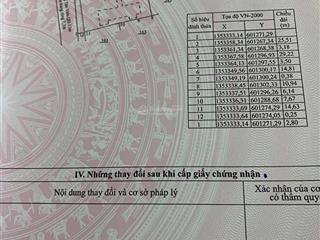 Số hiệu đỉnh thửa Tọa độ VN-2000 Chiều dài (m)
X Y
1 1353333,14 601271,29
2 1353358,34 601267,34 25,51
3 1353361,34 601268,38 3,18
4 1353367,58 601296,93 29,22
5 1353364,13 601297,55 3,50
6 1353349,56 601300,17 14,81
7 1353349,19 601300,24 0,38
8 1353338,45 601302,33 10,94
9 1353337,51 601296,26 6,14
10 1353336,31 601288,68 7,67
11 1353333,69 601274,29 14,63
12 1353333,64 601274,05 0,25
1 1353333,14 601271,29 2,80
IV. Những thay đổi sau khi cấp giấy chứng nhận
Nội dung thay đổi và cơ sở pháp lý
Xác nhận của cơ
có thẩm quy